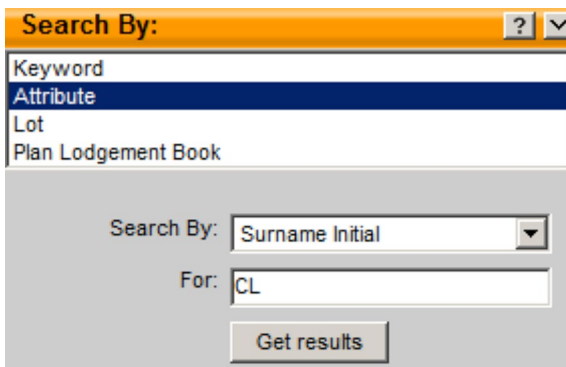 Search By: ?
Keyword
Attribute
Lot
Plan Lodgement Book
Search By: Surname Initial
For: CL
Get results